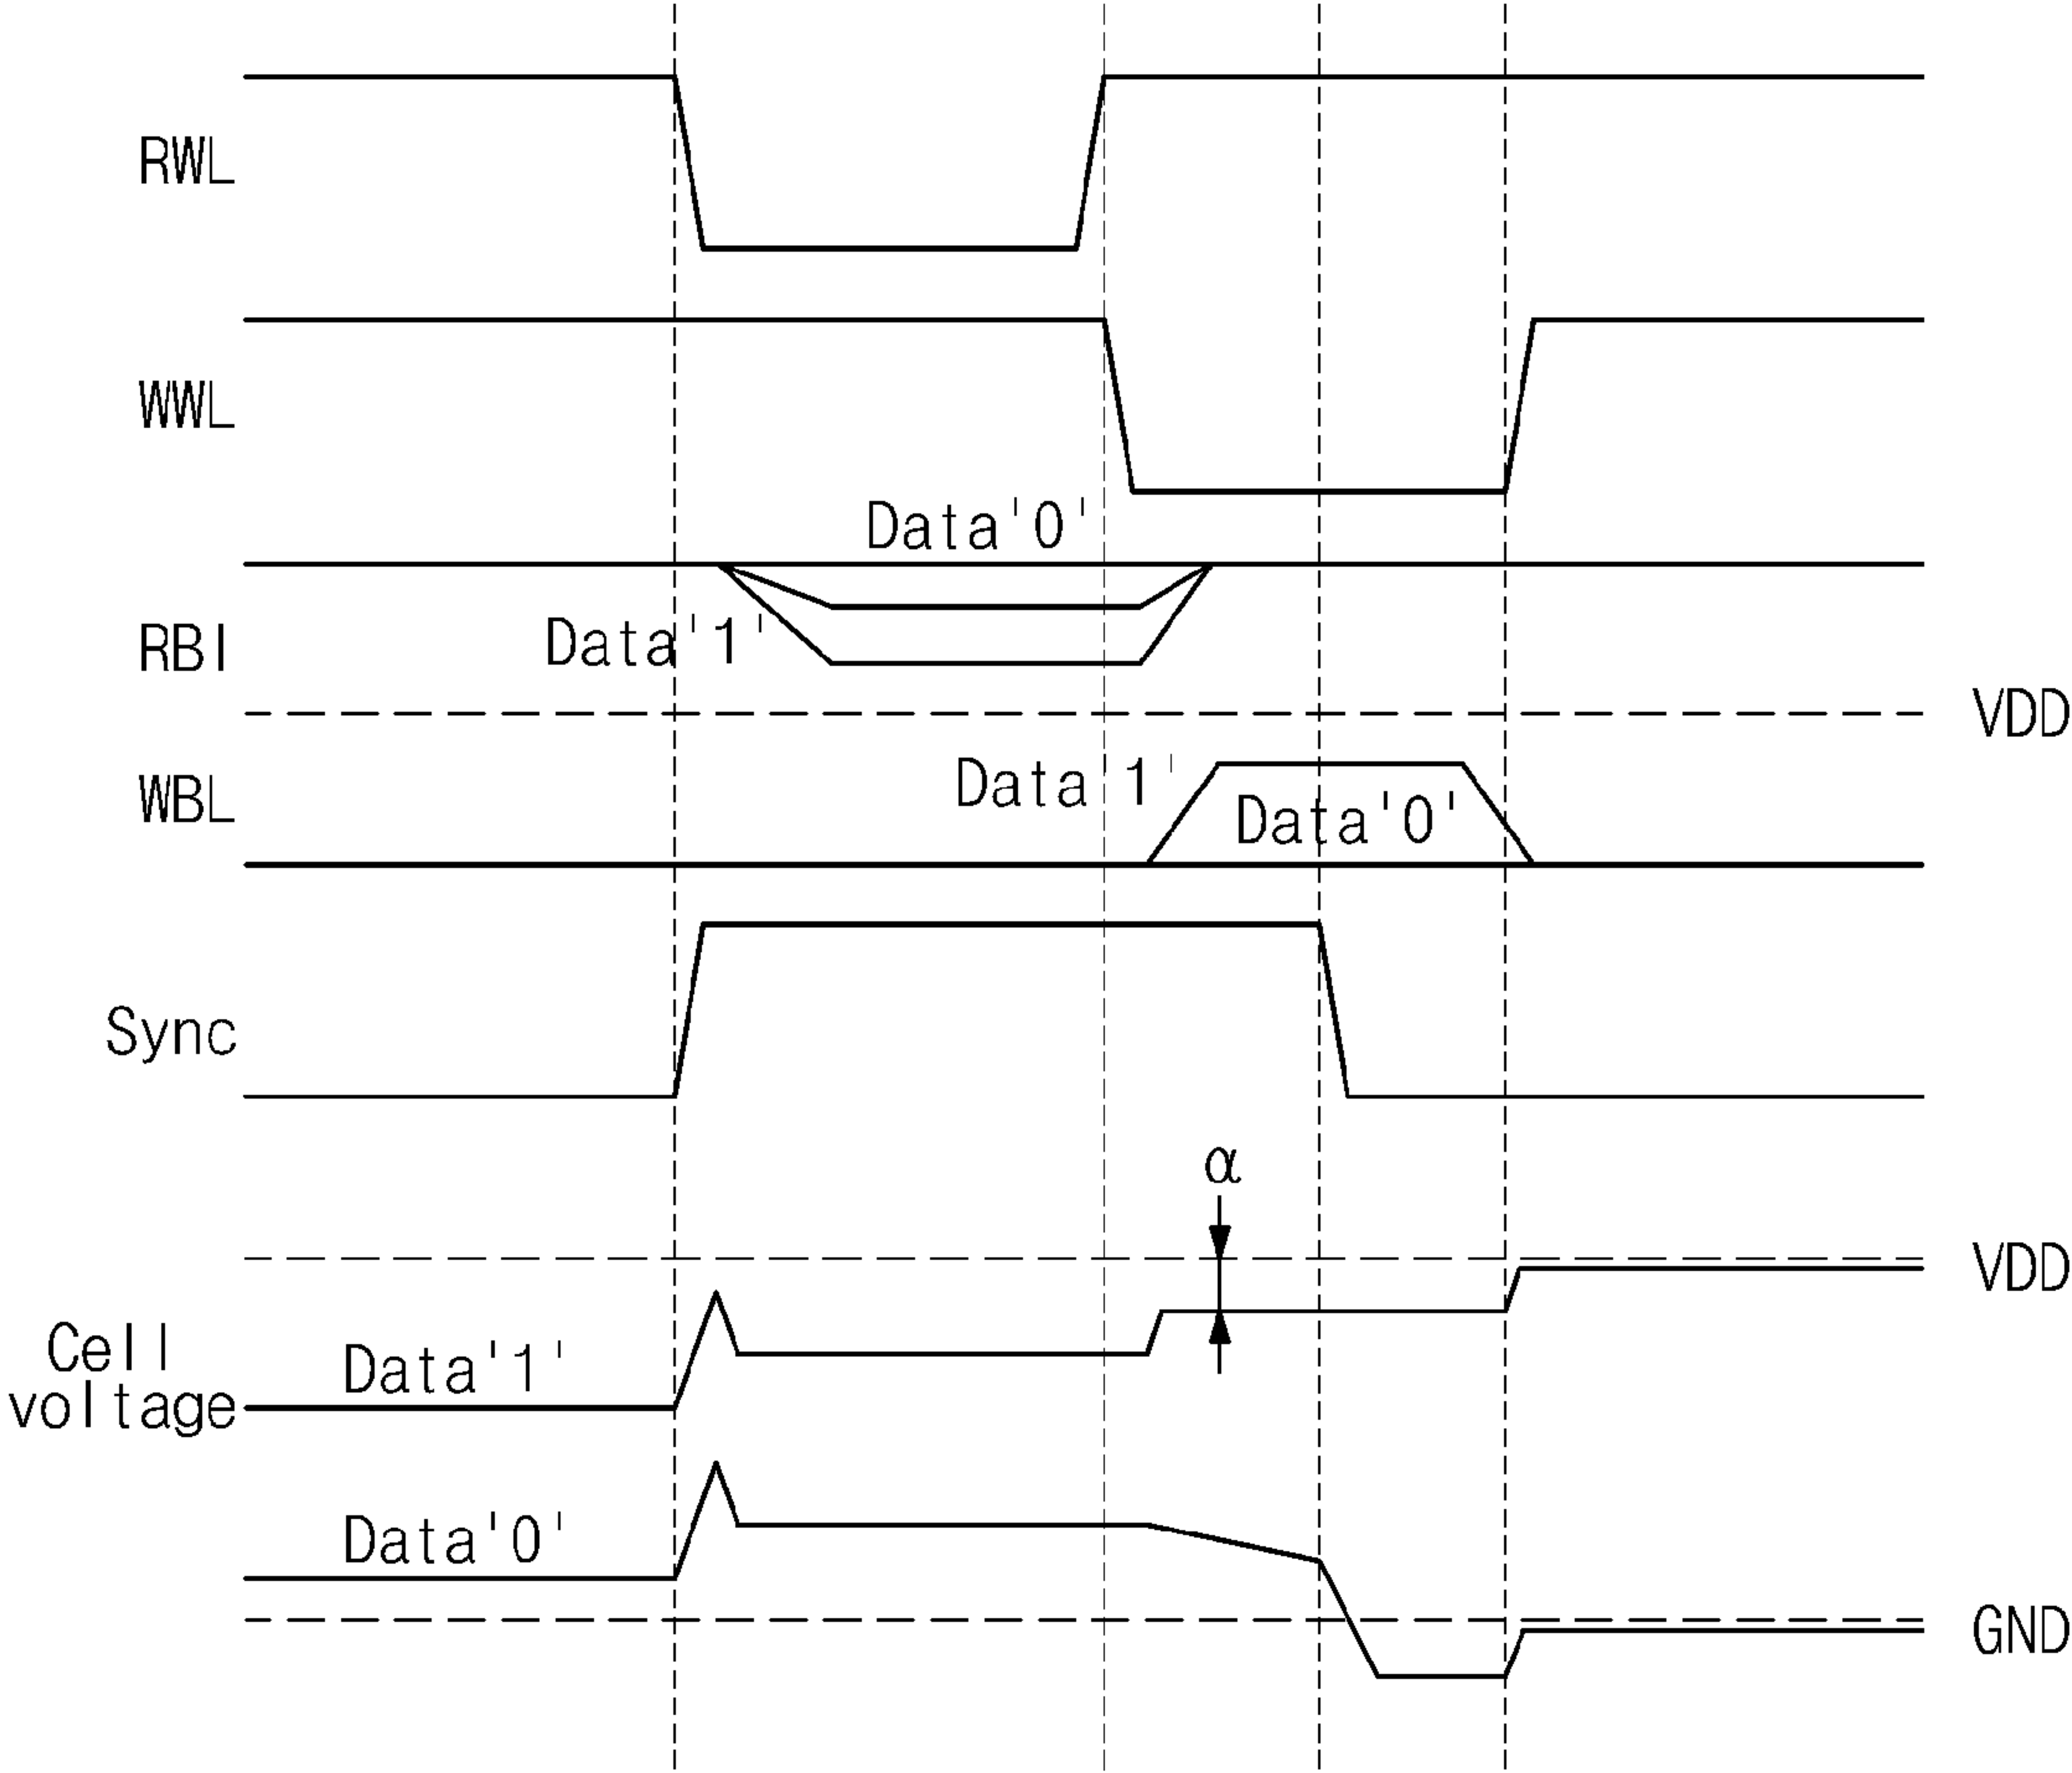 RWL
WWL
Data'0'
RBI
Data'1'
VDD
WBL
Data'1'
Data'0'
Sync
α
VDD
Cell
voltage
Data'1'
Data'0'
GND